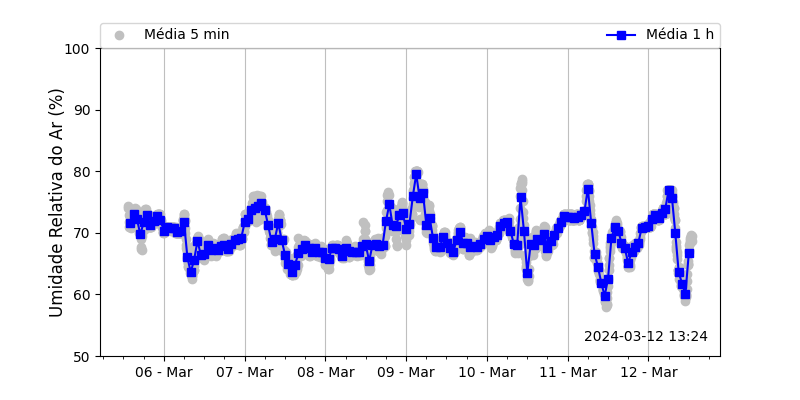 Média 5 min
Média 1 h
100
90
80
70
60
50
Umidade Relativa do Ar (%)
2024-03-12 13:24
06 - Mar
07 - Mar
08 - Mar
09 - Mar
10 - Mar
11 - Mar
12 - Mar